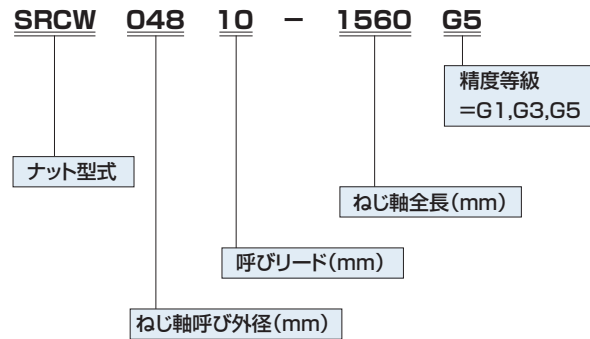 SRCW 048 10 － 1560 G5
精度等級
＝G1,G3,G5
ナット型式
ねじ軸全長(mm)
呼びリード(mm)
ねじ軸呼び外径(mm)